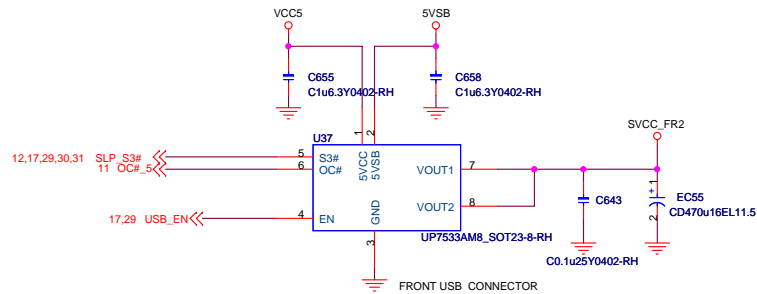 VCC5
5VSB
C655
C1u6.3Y0402-RH
C658
C1u6.3Y0402-RH
SVCC_FR2
U37
1
2
12,17,29,30,31 SLP_S3#
5
S3#
11 OC#_5
6
OC#
5VCC
5VSB
VOUT1
7
VOUT2
8
17,29 USB_EN
4
EN
GND
3
UP7533AM8_SOT23-8-RH
C643
C0.1u25Y0402-RH
+
1
2
EC55
CD470u16EL11.5
FRONT USB CONNECTOR